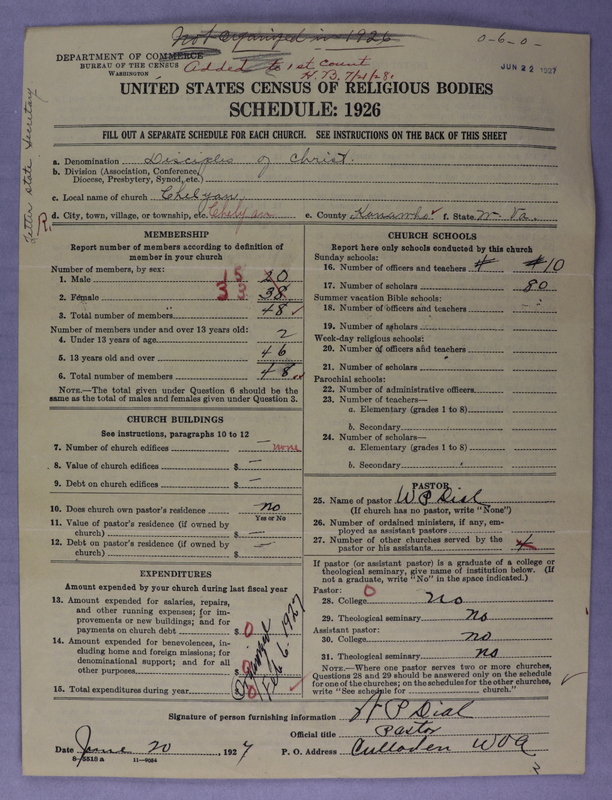 Not organized in 1926
0-6-0-
DEPARTMENT OF COMMERCE
BUREAU OF THE CENSUS
WASHINGTON
Added to 1st count
H.B. 7/21/28
JUN 22 1927
UNITED STATES CENSUS OF RELIGIOUS BODIES
SCHEDULE: 1926
FILL OUT A SEPARATE SCHEDULE FOR EACH CHURCH. SEE INSTRUCTIONS ON THE BACK OF THIS SHEET
Letter state Secretary
R.
a. Denomination Disciples of Christ.
b. Division (Association, Conference, Diocese, Presbytery, Synod, etc.)
c. Local name of church Chelyan
d. City, town, village, or township, etc. Chelyan e. County Kanawha f. State W. Va.
MEMBERSHIP
Report number of members according to definition of
member in your church
Number of members, by sex:
1. Male 15 20
2. Female 33 38
3. Total number of members 48
Number of members under and over 13 years old:
4. Under 13 years of age 2
5. 13 years old and over 46
6. Total number of members 48
NOTE.—The total given under Question 6 should be
same as the total of males and females given under Question 3.
CHURCH BUILDINGS
See instructions, paragraphs 10 to 12
7. Number of church edifices — none
8. Value of church edifices $ —
9. Debt on church edifices $ —
10. Does church own pastor's residence no
Yes or No
11. Value of pastor's residence (if owned by
church) $ —
12. Debt on pastor's residence (if owned by
church) $ —
EXPENDITURES
Amount expended by your church during last fiscal year
13. Amount expended for salaries, repairs,
and other running expenses; for im-
provements or new buildings; and for
payments on church debt $ 0
14. Amount expended for benevolences, in-
cluding home and foreign missions; for
denominational support; and for all
other purposes $ 0
15. Total expenditures during year $ 0
Organized
Feb 6 1927
CHURCH SCHOOLS
Report here only schools conducted by this church
Sunday schools:
16. Number of officers and teachers 10
17. Number of scholars 80
Summer vacation Bible schools:
18. Number of officers and teachers
19. Number of scholars
Week-day religious schools:
20. Number of officers and teachers
21. Number of scholars
Parochial schools:
22. Number of administrative officers
23. Number of teachers—
a. Elementary (grades 1 to 8)
b. Secondary
24. Number of scholars—
a. Elementary (grades 1 to 8)
b. Secondary
PASTOR
25. Name of pastor W P Dial
(If church has no pastor, write "None")
26. Number of ordained ministers, if any, em-
ployed as assistant pastors
27. Number of other churches served by the
pastor or his assistants
If pastor (or assistant pastor) is a graduate of a college or
theological seminary, give name of institution below. (If
not a graduate, write "No" in the space indicated.)
Pastor: 0
28. College no
29. Theological seminary no
Assistant pastor:
30. College no
31. Theological seminary no
NOTE.—Where one pastor serves two or more churches,
Questions 28 and 29 should be answered only on the schedule
for one of the churches; on the schedules for the other churches,
write "See schedule for church."
Signature of person furnishing information W P Dial
Official title Pastor
Date June 20, 1927 P. O. Address Culloden W Va
8-5518 a 11-9054